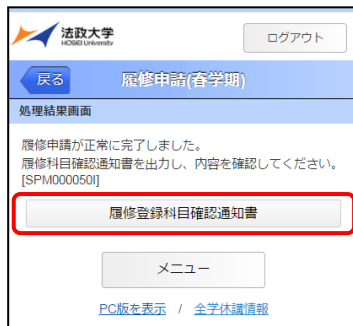 法政大学
HOSEI University
ログアウト
戻る
履修申請(春学期)
処理結果画面
履修申請が正常に完了しました。
履修科目確認通知書を出力し、内容を確認してください。
[SPM000050I]
履修登録科目確認通知書
メニュー
PC版を表示 / 全学休講情報